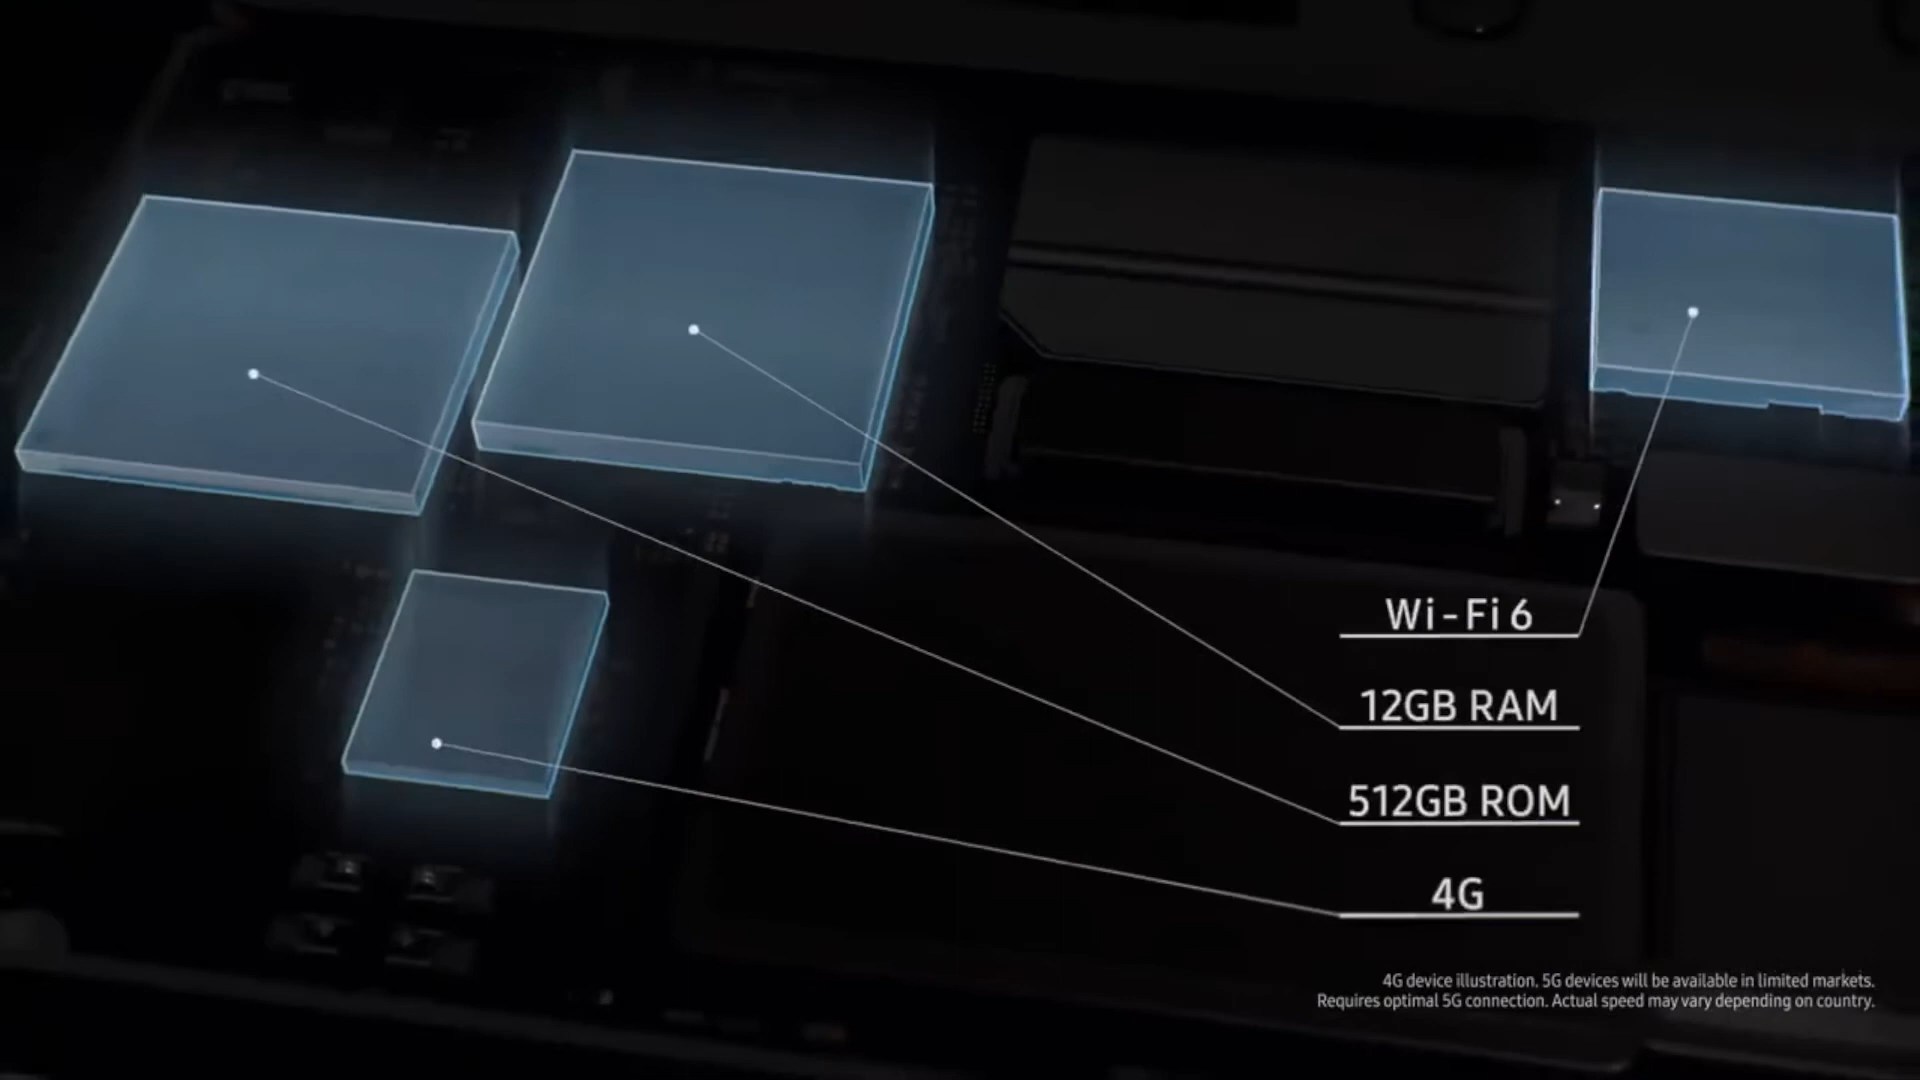 Wi-Fi 6
12GB RAM
512GB ROM
4G
4G device illustration. 5G devices will be available in limited markets.
Requires optimal 5G connection. Actual speed may vary depending on country.